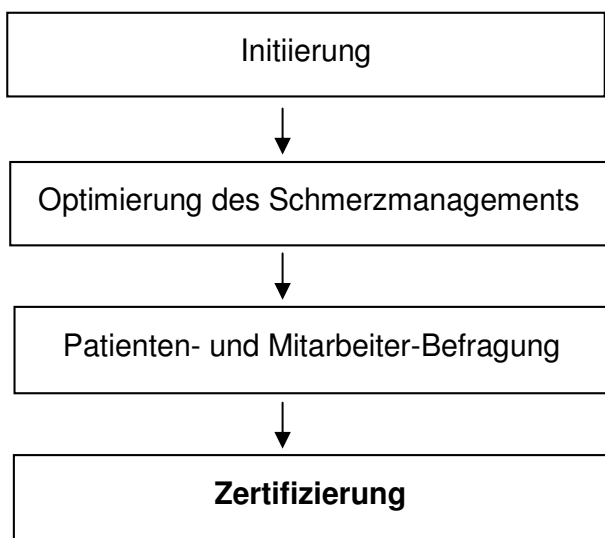 Initiierung
Optimierung des Schmerzmanagements
Patienten- und Mitarbeiter-Befragung
Zertifizierung